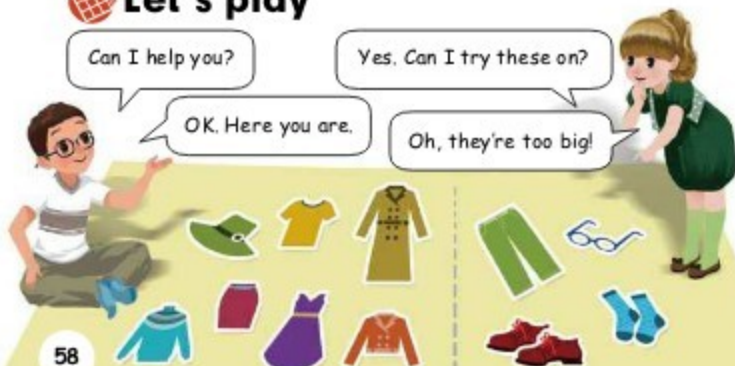 Let's play
Can I help you?
Yes. Can I try these on?
OK. Here you are.
Oh, they're too big!
58